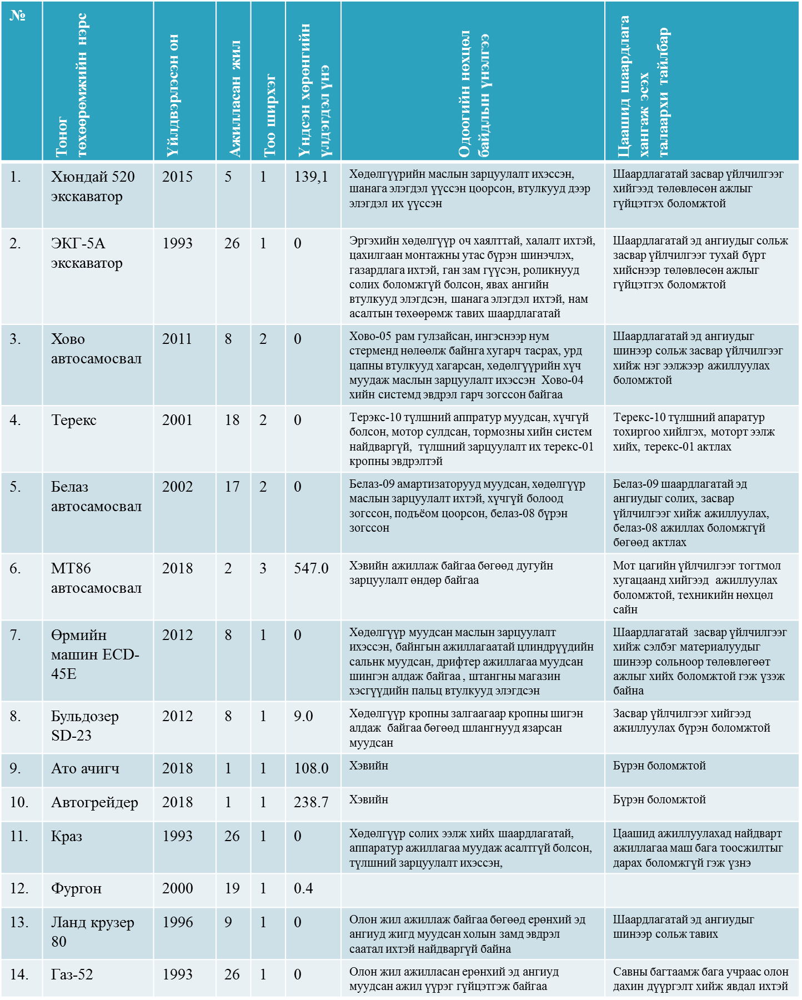 №
Тоног
төхөөрөмжийн нэрс
Үйлдвэрлэсэн он
Ажилласан жил
Тоо ширхэг
Үндсэн хөрөнгийн
үлдэгдэл үнэ
Одоогийн нөхцөл
байдлын үнэлгээ
Цаашид шаардлага
хангаж эсэх
талаархи тайлбар
1.
Хюндай 520
экскаватор
2015
5
1
139,1
Хөдөлгүүрийн маслын зарцуулалт ихэссэн,
шанага элэгдэл үүссэн цоорсон, втулкууд дээр
элэгдэл их үүссэн
Шаардлагатай засвар үйлчилгээг
хийгээд төлөвлөсөн ажлыг
гүйцэтгэх боломжтой
2.
ЭКГ-5А
экскаватор
1993
26
1
0
Эргэхийн хөдөлгүүр оч хаялттай, халалт ихтэй,
цахилгаан монтажны утас бүрэн шинэчлэх,
газардлага ихтэй, ган зам гүүсэн, роликнууд
солих боломжгүй болсон, явах ангийн
втулкууд элэгдсэн, шанага элэгдэл ихтэй, нам
асалтын төхөөрөмж тавих шаардлагатай
Шаардлагатай эд ангиудыг сольж
засвар үйлчилгээг тухай бүрт
хийснээр төлөвлөсөн ажлыг
гүйцэтгэх боломжтой
3.
Хово
автосамосвал
2011
8
2
0
Хово-05 рам гулзайсан, ингэснээр нум
стерменд нөлөөлж байнга хугарч тасрах, урд
цапны втулкууд хагарсан, хөдөлгүүрийн хүч
муудаж маслын зарцуулалт ихэссэн  Хово-04
хийн системд эвдрэл гарч зогссон байгаа
Шаардлагатай эд ангиудыг
шинээр сольж засвар үйлчилгээг
хийж нэг ээлжээр ажиллуулах
боломжтой
4.
Терекс
2001
18
2
0
Терэкс-10 түлшний аппратур муудсан, хүчгүй
болсон, мотор сулдсан, тормозны хийн систем
найдваргүй,  түлшний зарцуулалт их терекс-01
кропны эвдрэлтэй
Терекс-10 түлшний апаратур
тохиргоо хийлгэх, моторт ээлж
хийх, терекс-01 актлах
5.
Белаз
автосамосвал
2002
17
2
0
Белаз-09 амартизаторууд муудсан, хөдөлгүүр
маслын зарцуулалт ихтэй, хүчгүй болоод
зогссон, подъём цоорсон, белаз-08 бүрэн
зогссон
Белаз-09 шаардлагатай эд
ангиудыг солих, засвар
үйлчилгээг хийж ажиллуулах,
белаз-08 ажиллах боломжгүй
бөгөөд актлах
6.
МТ86
автосамосвал
2018
2
3
547.0
Хэвийн ажиллаж байгаа бөгөөд дугуйн
зарцуулалт өндөр байгаа
Мот цагийн үйлчилгээг тогтмол
хугацаанд хийгээд  ажиллуулах
боломжтой, техникийн нөхцөл
сайн
7.
Өрмийн
машин ECD-
45E
2012
8
1
0
Хөдөлгүүр муудсан маслын зарцуулалт
ихэссэн, байнгын ажиллагаатай цлиндрүүдийн
сальнк муудсан, дрифтер ажиллагаа муудсан
шингэн алдаж байгаа , штангны магазин
хэсгүүдийн пальц втулкууд элэгдсэн
Шаардлагатай  засвар үйлчилгээг
хийж сэлбэг материалуудыг
шинээр сольноор төлөвлөгөөт
ажлыг хийх боломжтой гэж үзэж
байна
8.
Бульдозер
SD-23
2012
8
1
9.0
Хөдөлгүүр кропны залгаагаар кропны шигэн
алдаж  байгаа бөгөөд шлангнууд язарсан
муудсан
Засвар үйлчилгээг хийгээд
ажиллуулах бүрэн боломжтой
9.
Ато ачигч
2018
1
1
108.0
Хэвийн
Бүрэн боломжтой
10.
Автогрейдер
2018
1
1
238.7
Хэвийн
Бүрэн боломжтой
11.
Краз
1993
26
1
0
Хөдөлгүүр солих ээлж хийх шаардлагатай,
аппаратур ажиллагаа муудаж асалтгүй болсон,
түлшний зарцуулалт ихэссэн,
Цаашид ажиллуулахад найдварт
ажиллагаа маш бага тоосжилтыг
дарах боломжгүй гэж үзнэ
12.
Фургон
2000
19
1
0.4
13.
Ланд крузер
80
1996
9
1
0
Олон жил ажиллаж байгаа бөгөөд ерөнхий эд
ангиуд жигд муудсан холын замд эвдрэл
саатал ихтэй найдваргүй байна
Шаардлагатай эд ангиудыг
шинээр сольж тавих
14.
Газ-52
1993
26
1
0
Олон жил ажилласан ерөнхий эд ангиуд
муудсан ажил үүрэг гүйцэтгэж байгаа
Савны багтаамж бага учраас олон
дахин дүүргэлт хийж явдал ихтэй